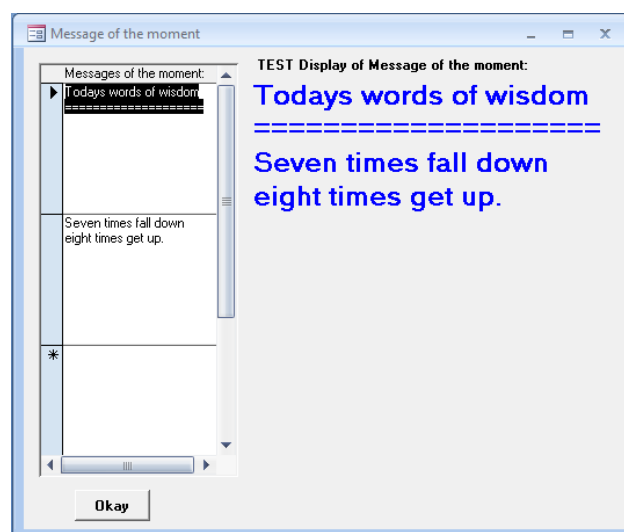 Message of the moment
Messages of the moment:
Todays words of wisdom
====================
Seven times fall down
eight times get up.
Okay
TEST Display of Message of the moment:
Todays words of wisdom
====================
Seven times fall down
eight times get up.